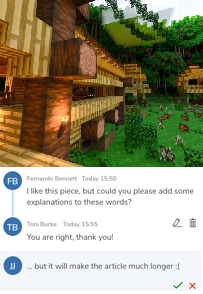 FB
Fernando Bennett Today 15:50
I like this piece, but could you please add some
explanations to these words?
TB
Toni Burke Today 15:55
You are right, thank you!
JJ
... but it will make the article much longer :(